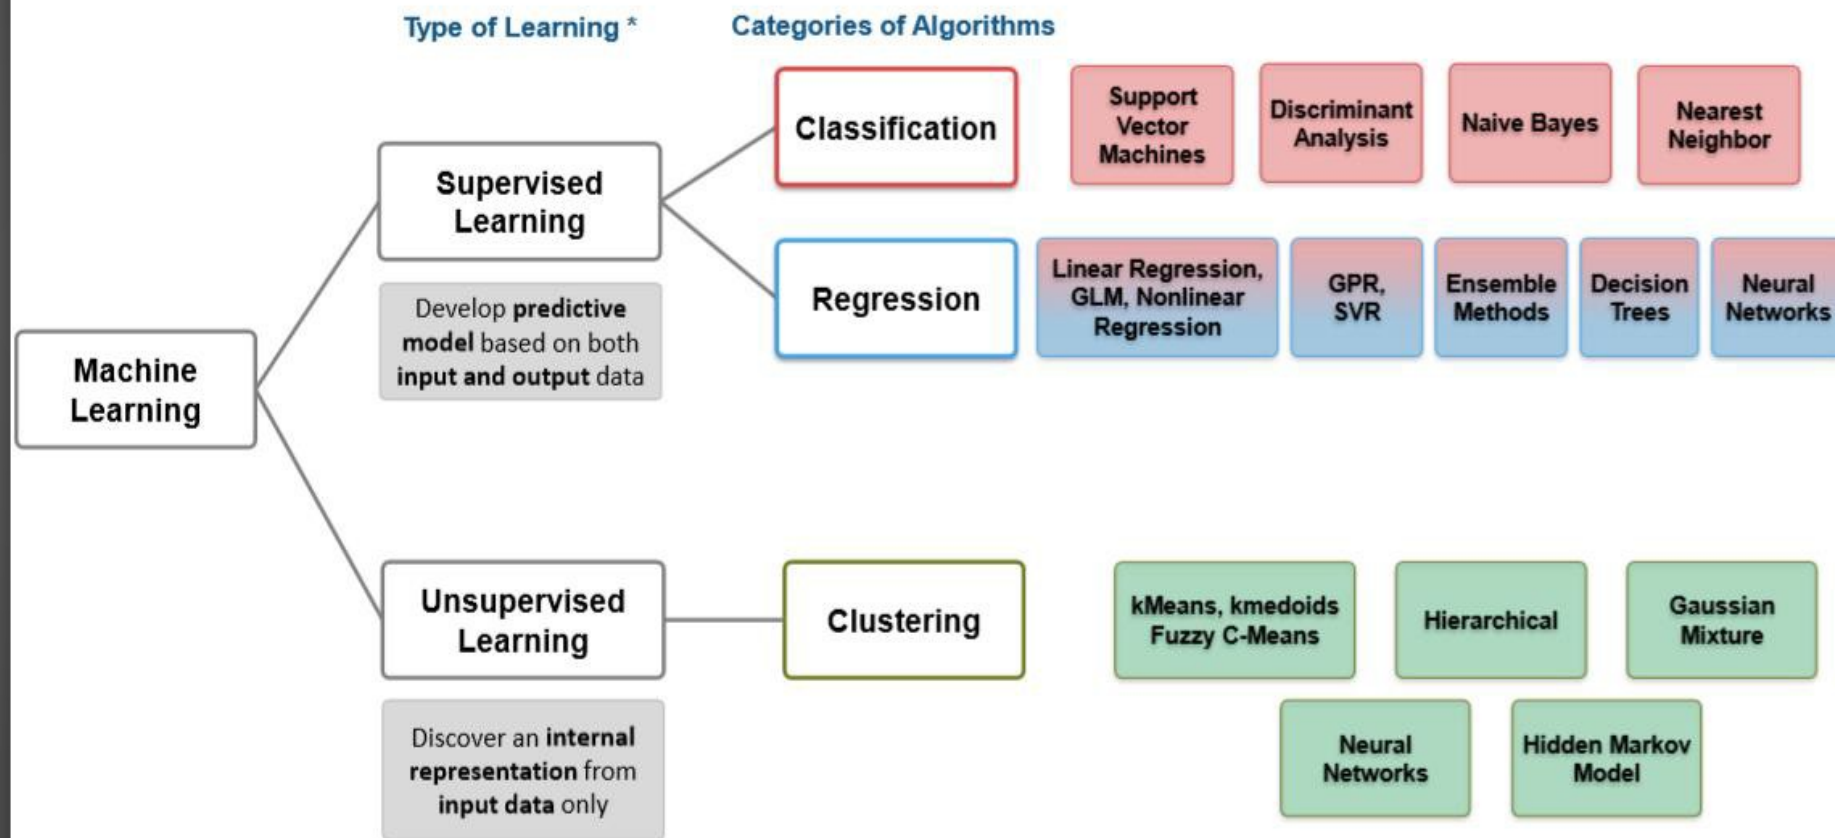 Type of Learning *
Categories of Algorithms
Machine
Learning
Supervised
Learning
Develop predictive
model based on both
input and output data
Classification
Support
Vector
Machines
Discriminant
Analysis
Naive Bayes
Nearest
Neighbor
Regression
Linear Regression,
GLM, Nonlinear
Regression
GPR,
SVR
Ensemble
Methods
Decision
Trees
Neural
Networks
Unsupervised
Learning
Discover an internal
representation from
input data only
Clustering
kMeans, kmedoids
Fuzzy C-Means
Hierarchical
Gaussian
Mixture
Neural
Networks
Hidden Markov
Model